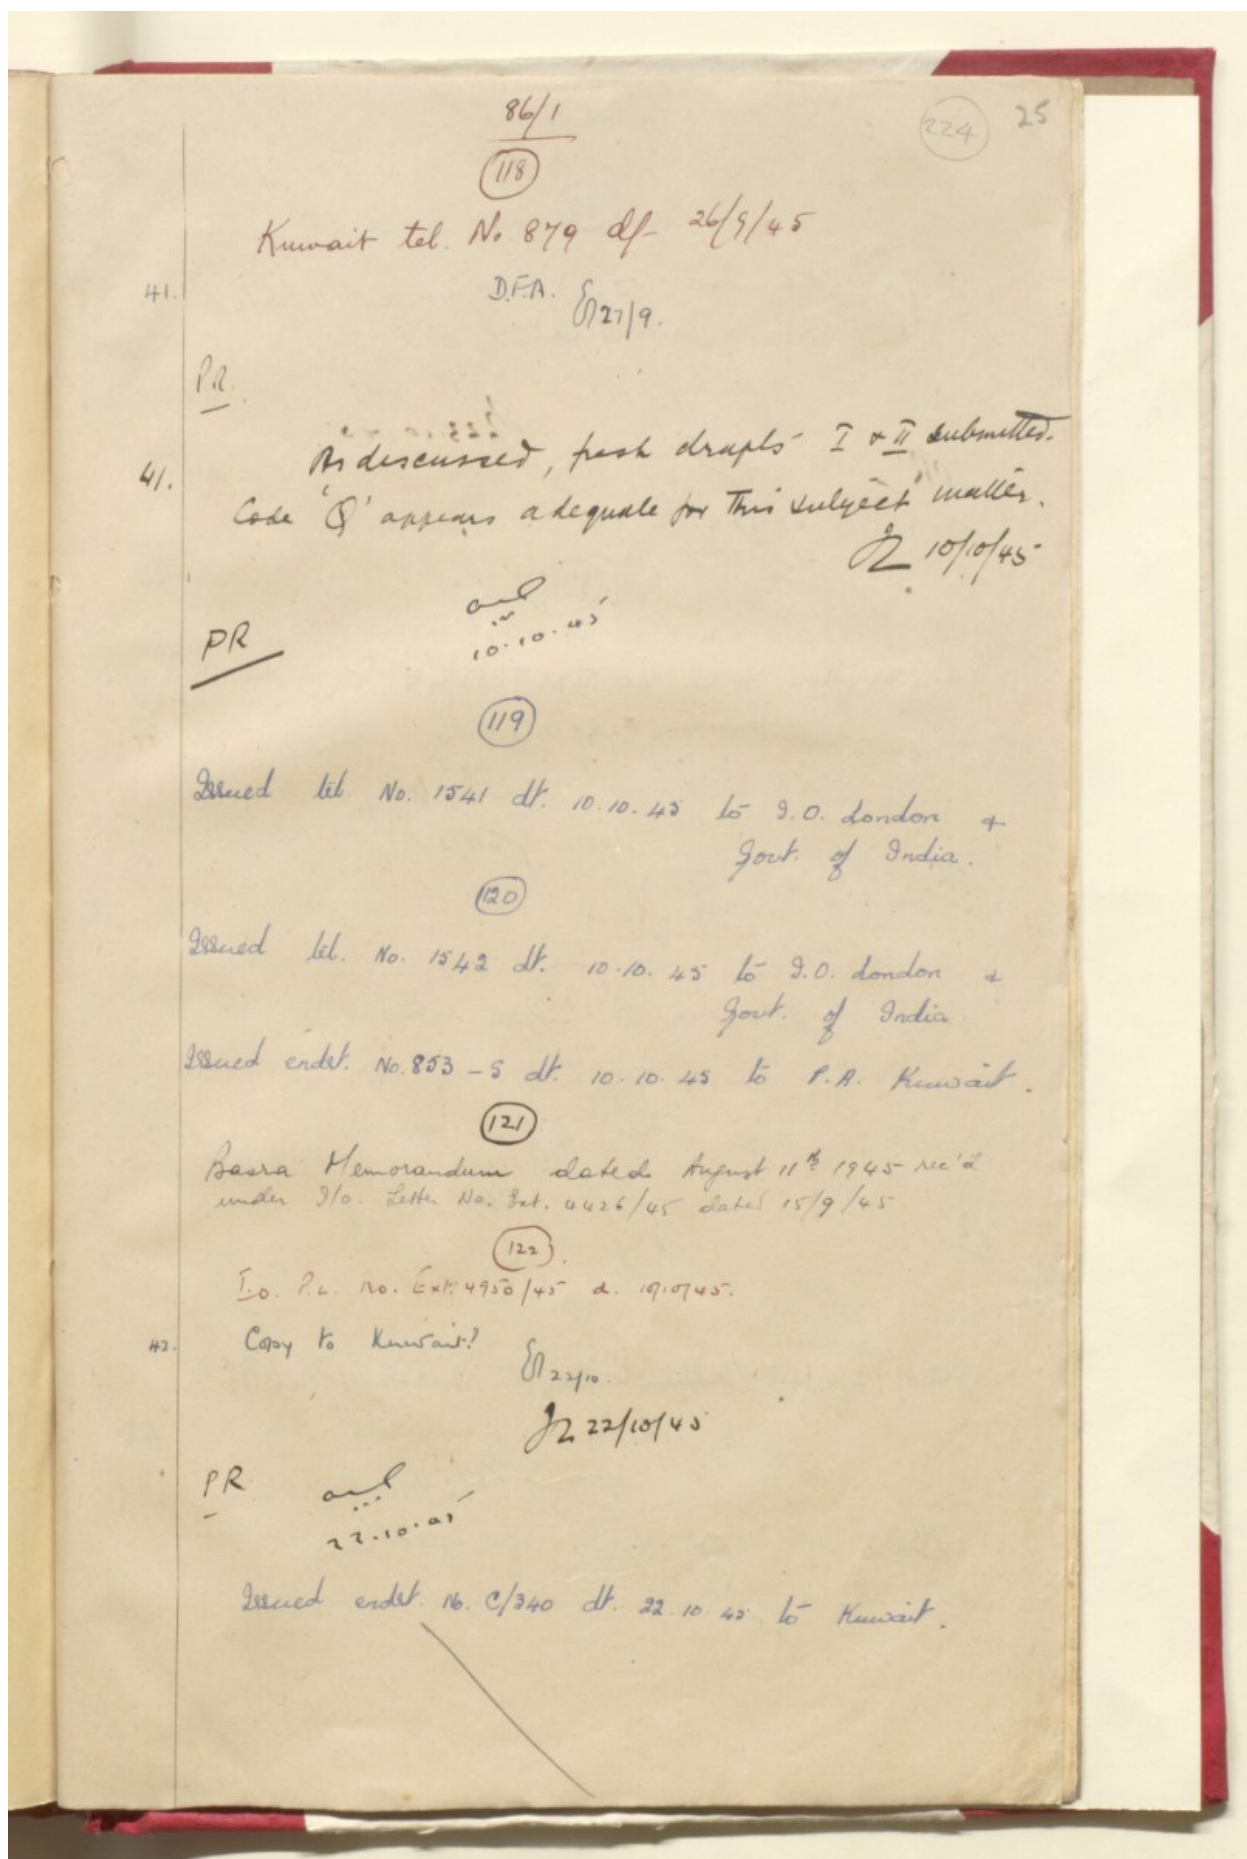 86/1
224 25
118
Kuwait tel. No 879 df- 26/9/45
41. D.F.A.
27/9.
P.R.
As discussed, fresh drafts I & II submitted.
41.
Code 'Q' appears adequate for this subject matter.
10/10/45
10.10.45
PR
119
Issued tel. No. 1541 dt. 10.10.45 to I.O. London &
Govt. of India.
120
Issued tel. No. 1542 dt. 10.10.45 to I.O. London &
Govt. of India
Issued endst. No. 853-S dt. 10.10.45 to P.A. Kuwait.
121
Basra Memorandum dated August 11th 1945 rec'd
under I/O. Letter No. Ext. 4426/45 dated 15/9/45
122
I.O. P.L. No. Ext. 4950/45 d. 10/10/45.
42. Copy to Kuwait?
22/10.
22/10/45
PR
22.10.45
Issued endst. No. C/340 dt. 22.10.45 to Kuwait.